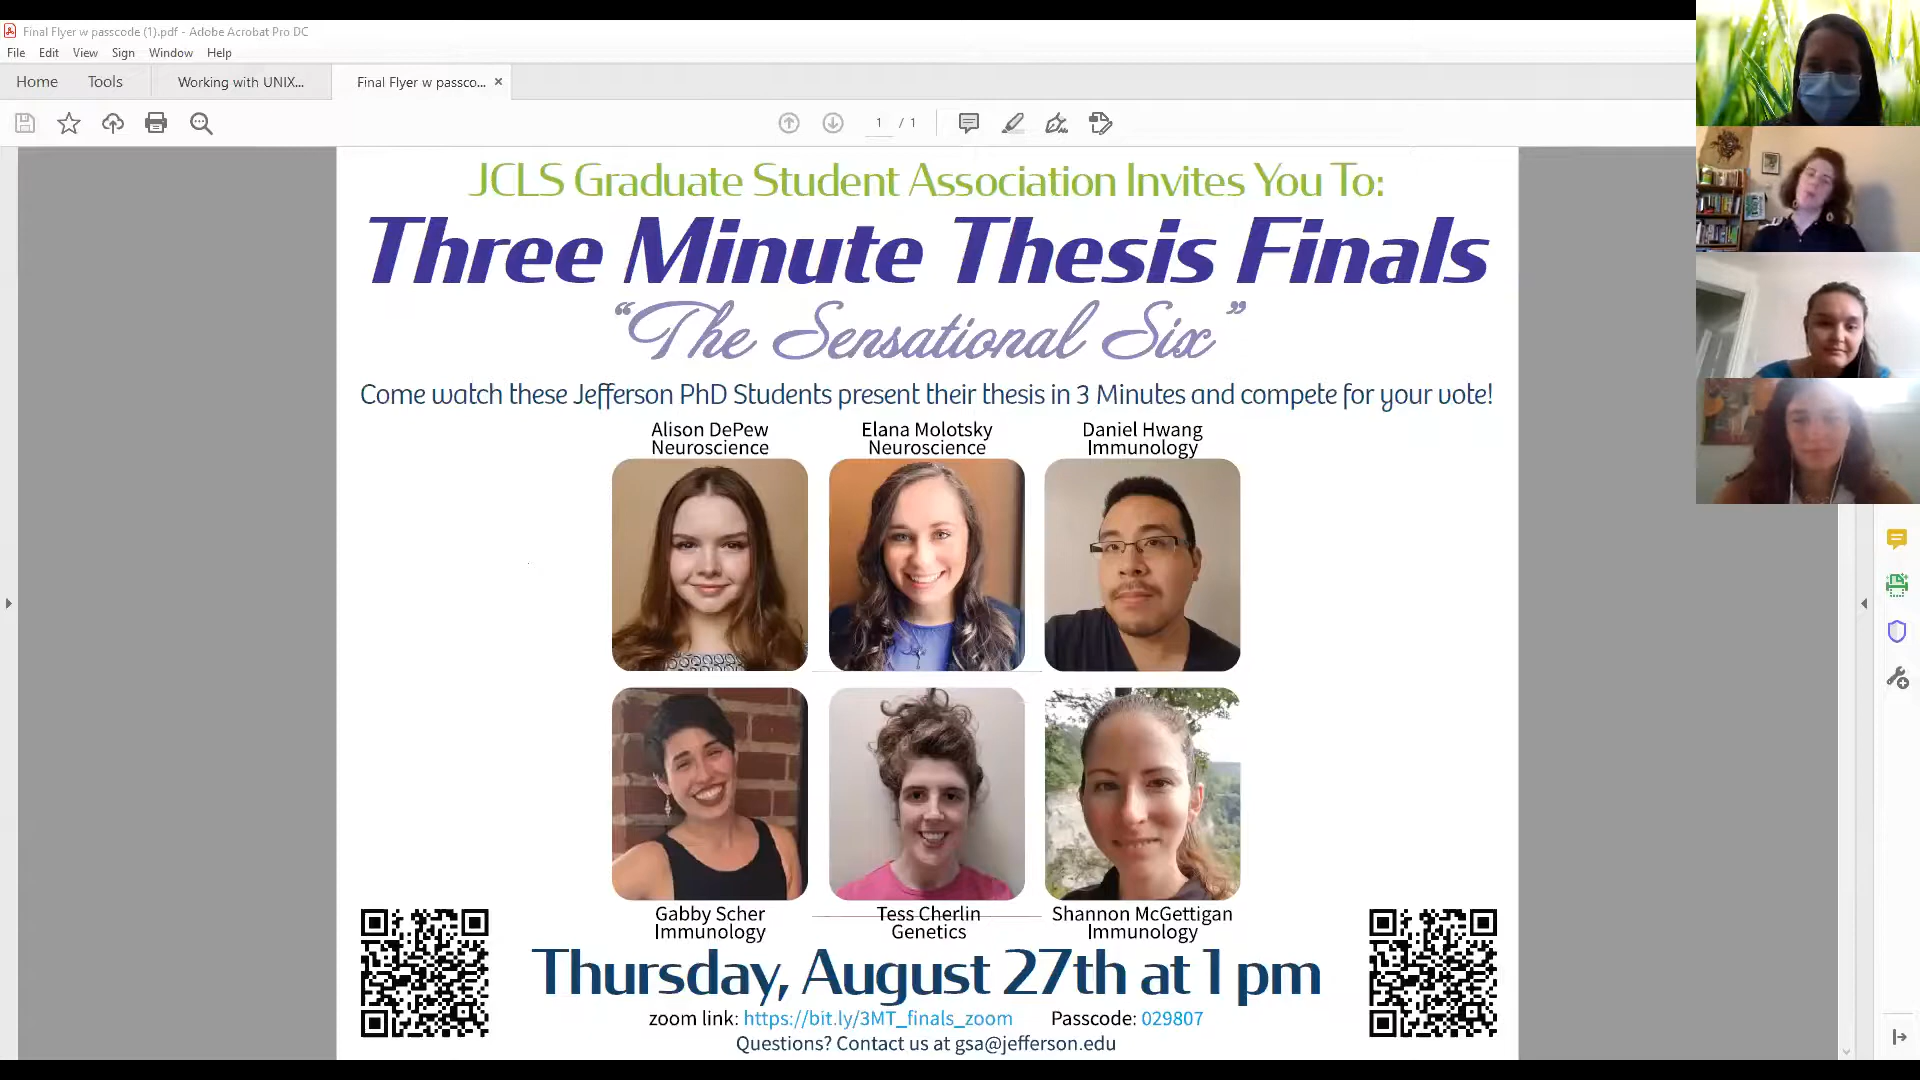 Final Flyer w passcode (1).pdf - Adobe Acrobat Pro DC
File Edit View Sign Window Help
Home Tools Working with UNIX... Final Flyer w passco... ×
1 / 1
JCLS Graduate Student Association Invites You To:
Three Minute Thesis Finals
“The Sensational Six”
Come watch these Jefferson PhD Students present their thesis in 3 Minutes and compete for your vote!
Alison DePew
Neuroscience
Elana Molotsky
Neuroscience
Daniel Hwang
Immunology
Gabby Scher
Immunology
Tess Cherlin
Genetics
Shannon McGettigan
Immunology
Thursday, August 27th at 1 pm
zoom link: https://bit.ly/3MT_finals_zoom Passcode: 029807
Questions? Contact us at gsa@jefferson.edu